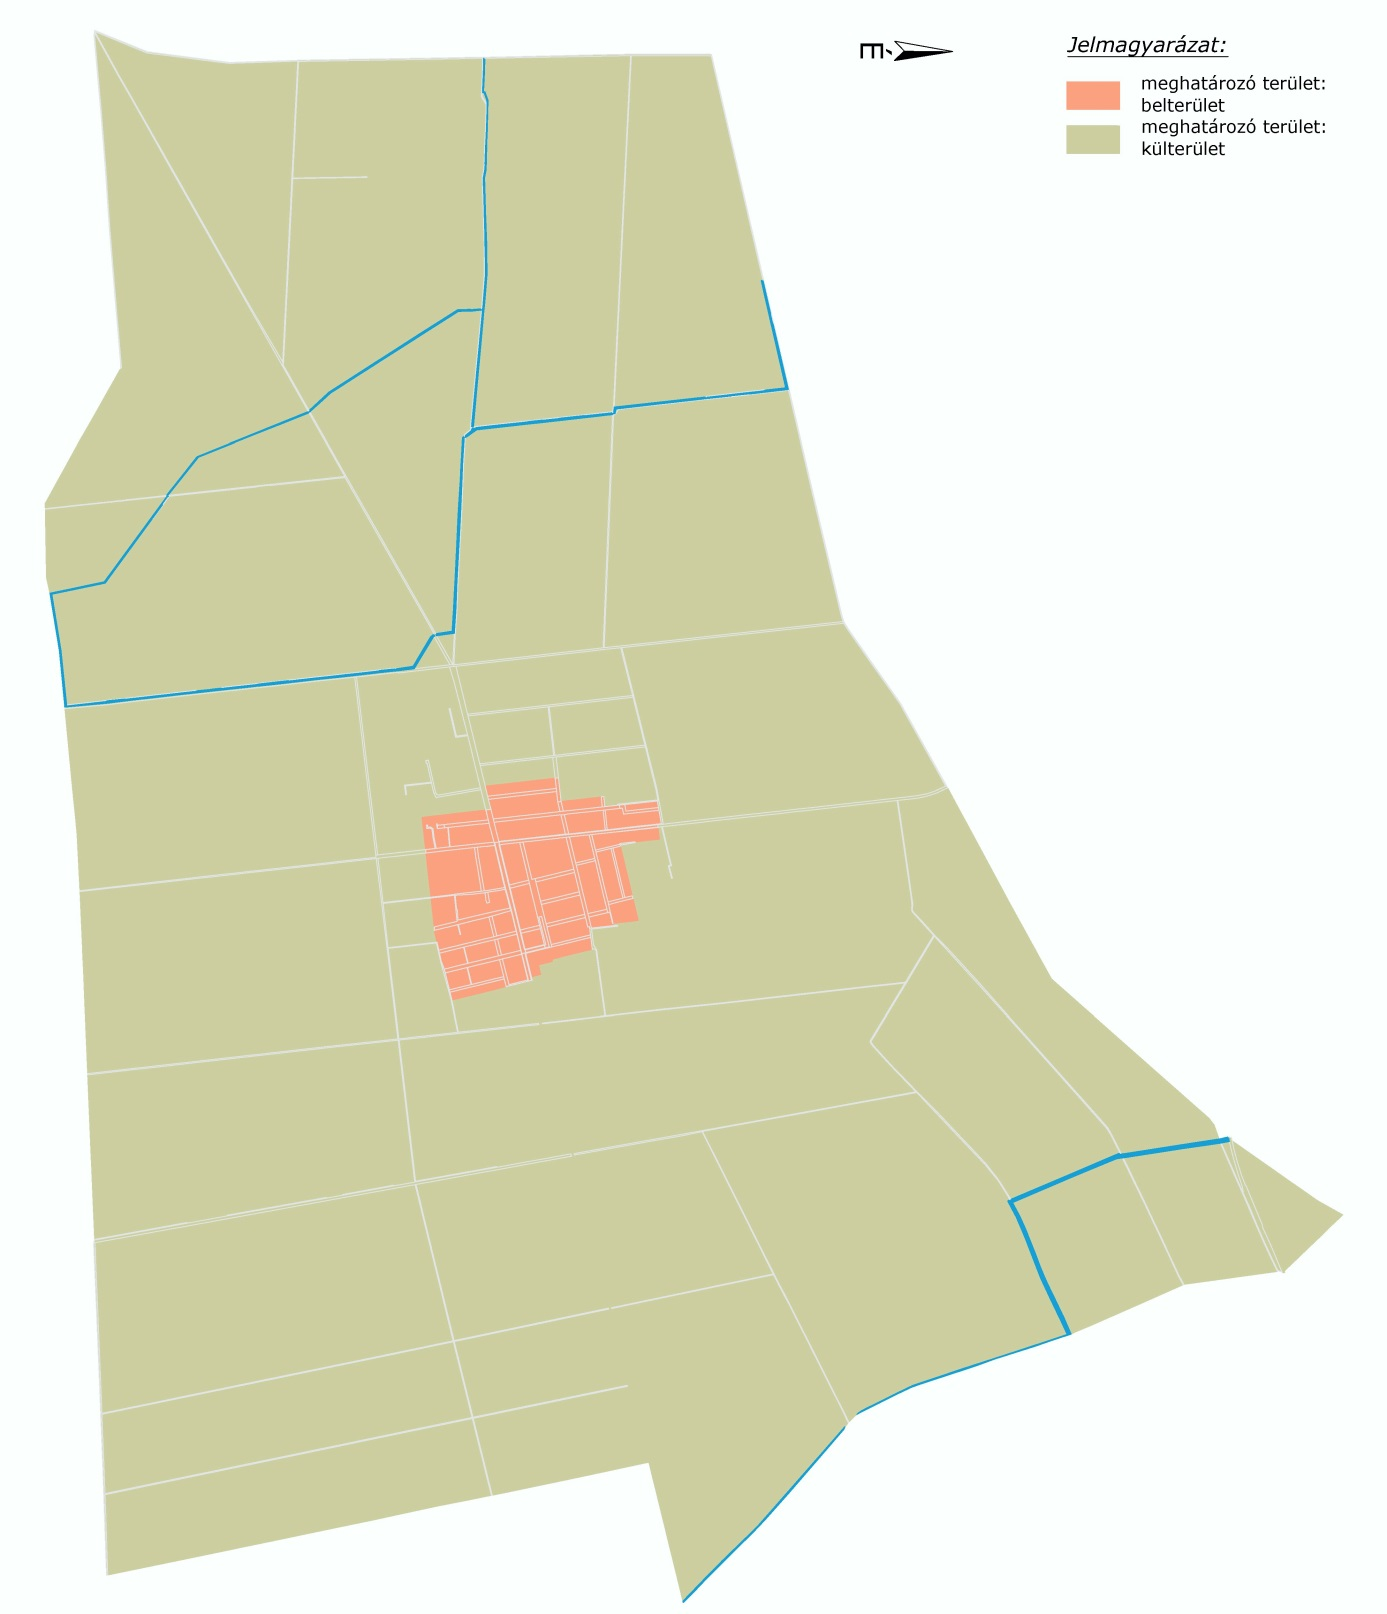 É
Jelmagyarázat:
meghatározó terület:
belterület
meghatározó terület:
külterület